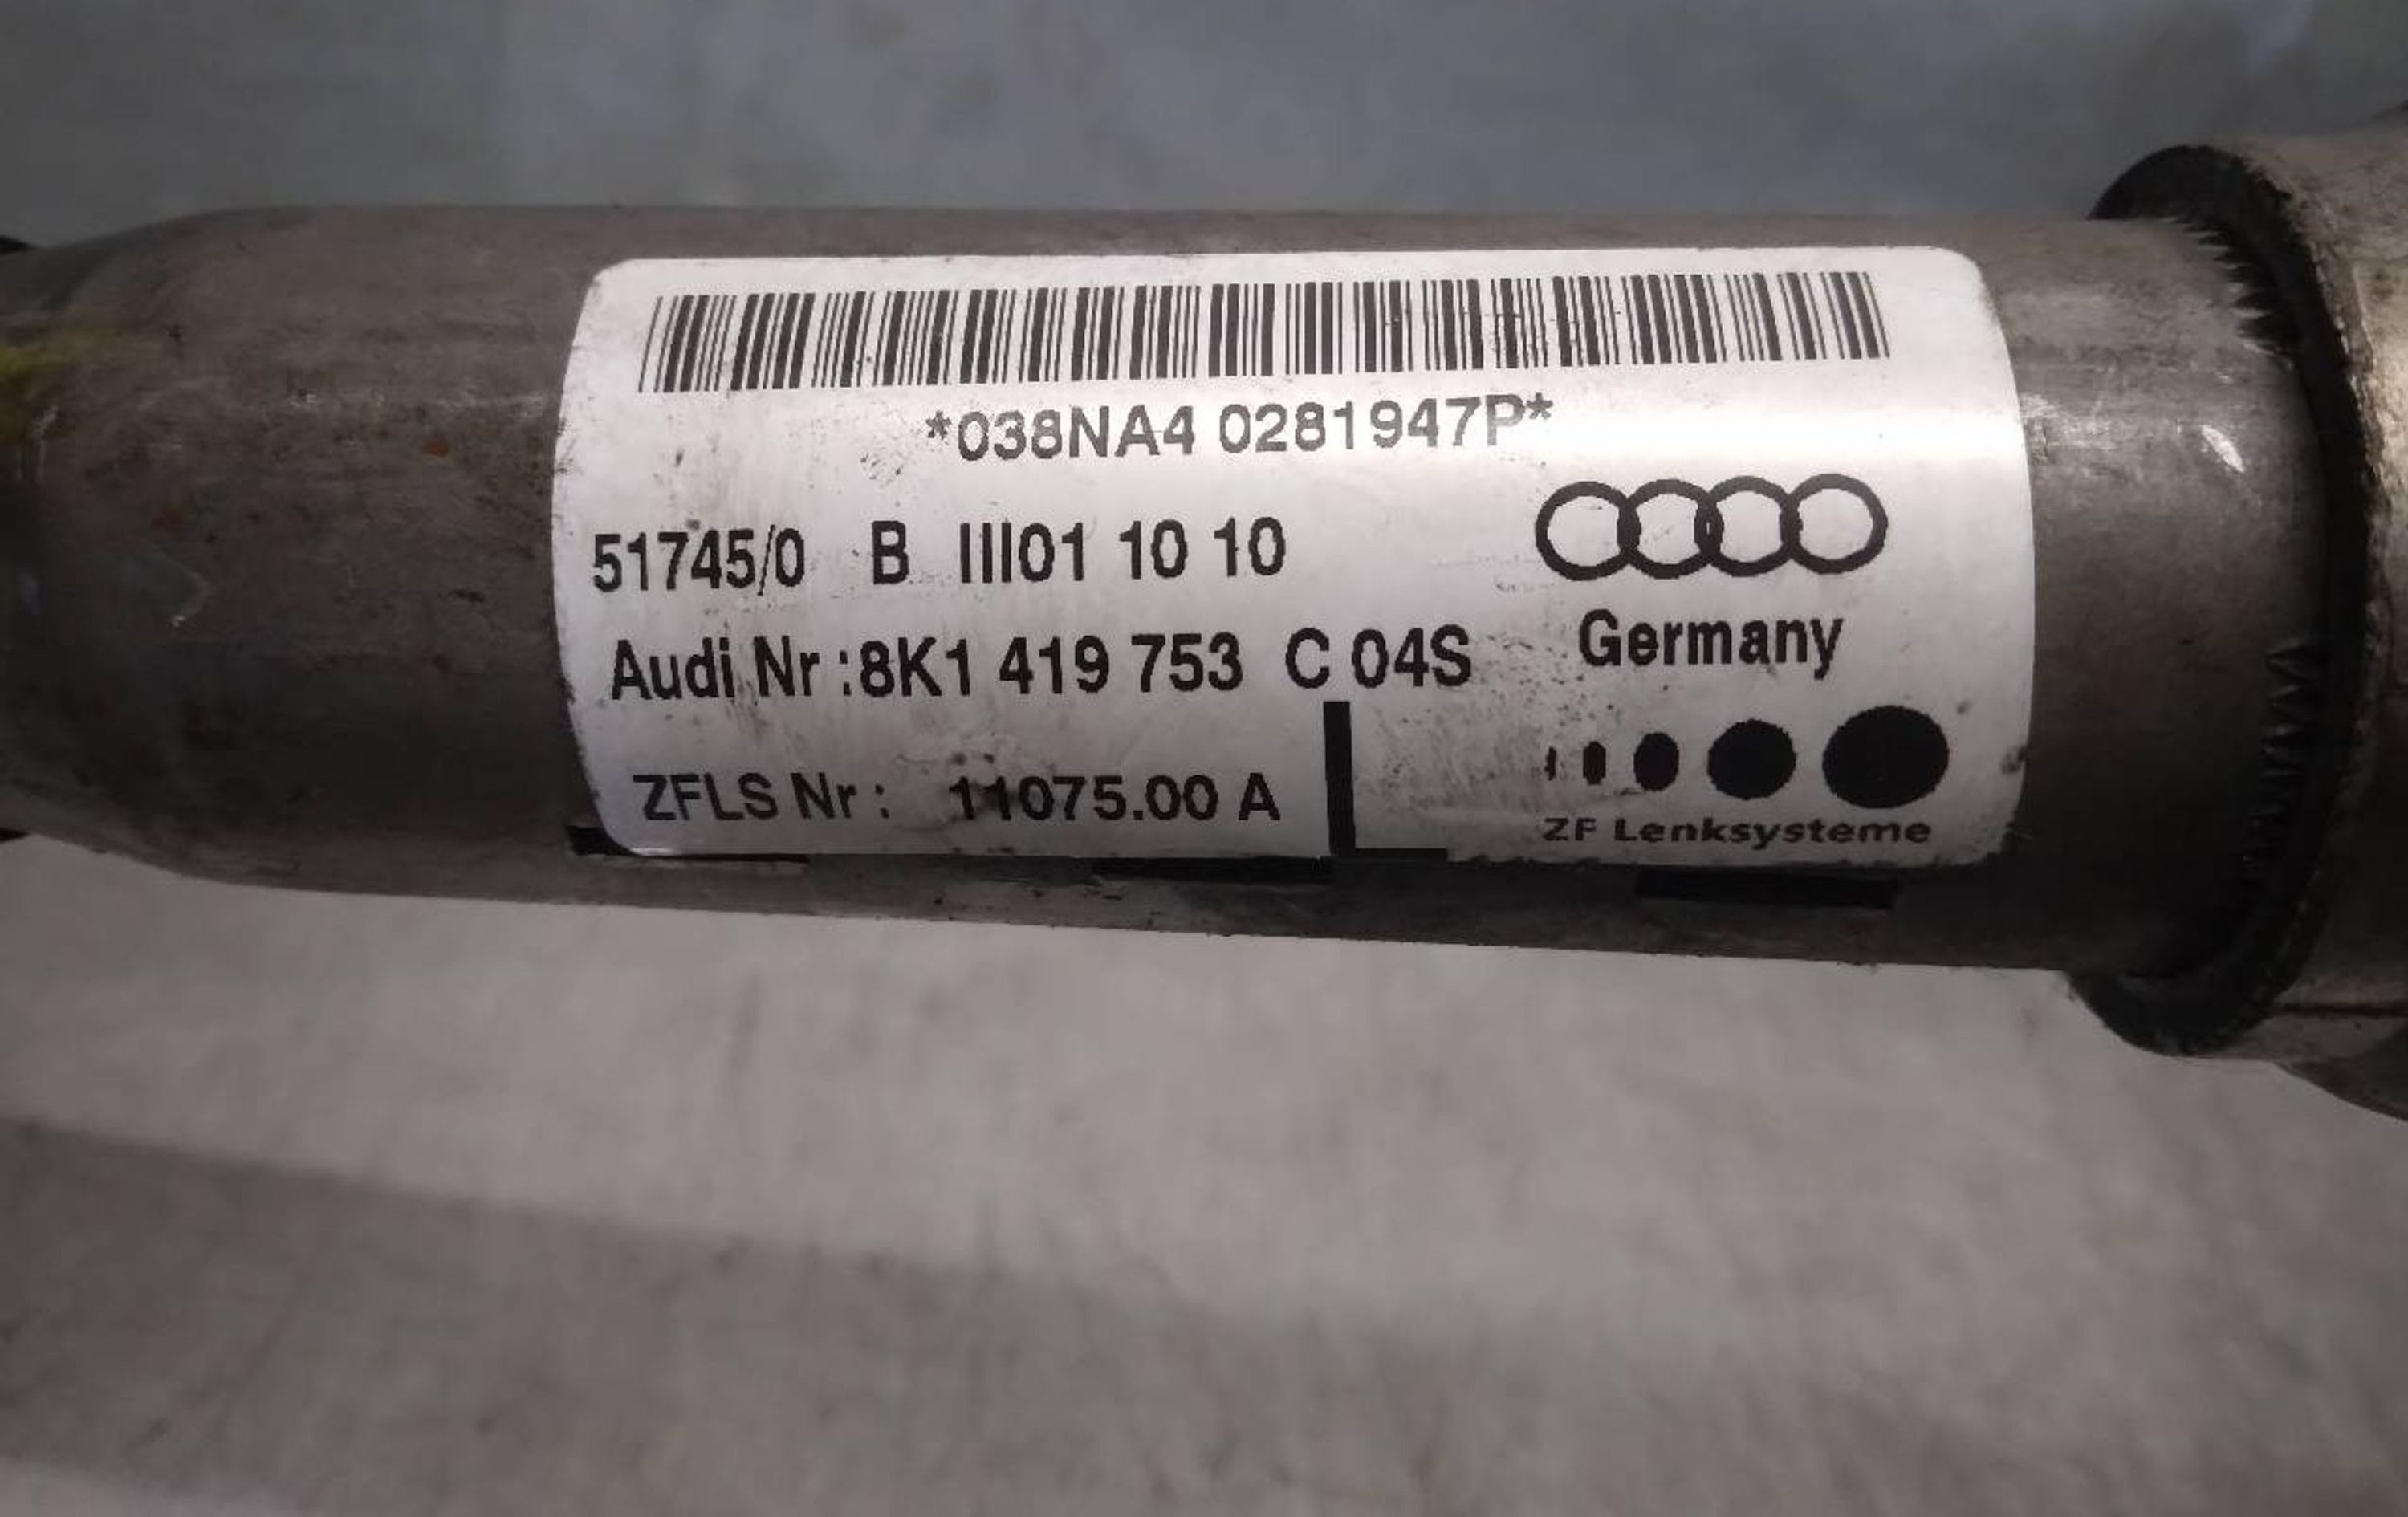 *038NA4 0281947P*
51745/0 B III01 10 10
Audi Nr :8K1 419 753 C 04S
Germany
ZFLS Nr : 11075.00 A
ZF Lenksysteme